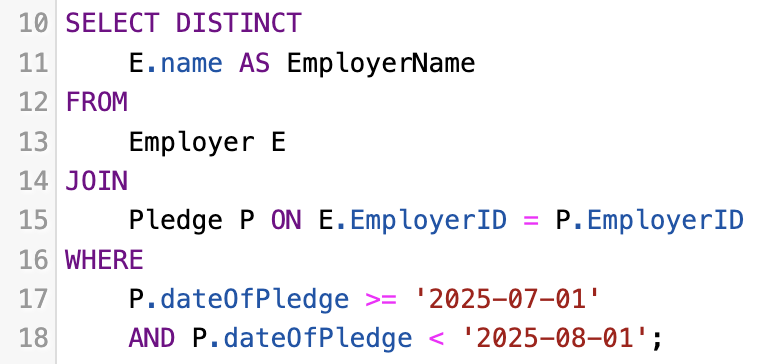 10 SELECT DISTINCT
11     E.name AS EmployerName
12 FROM
13     Employer E
14 JOIN
15     Pledge P ON E.EmployerID = P.EmployerID
16 WHERE
17     P.dateOfPledge >= '2025-07-01'
18     AND P.dateOfPledge < '2025-08-01';